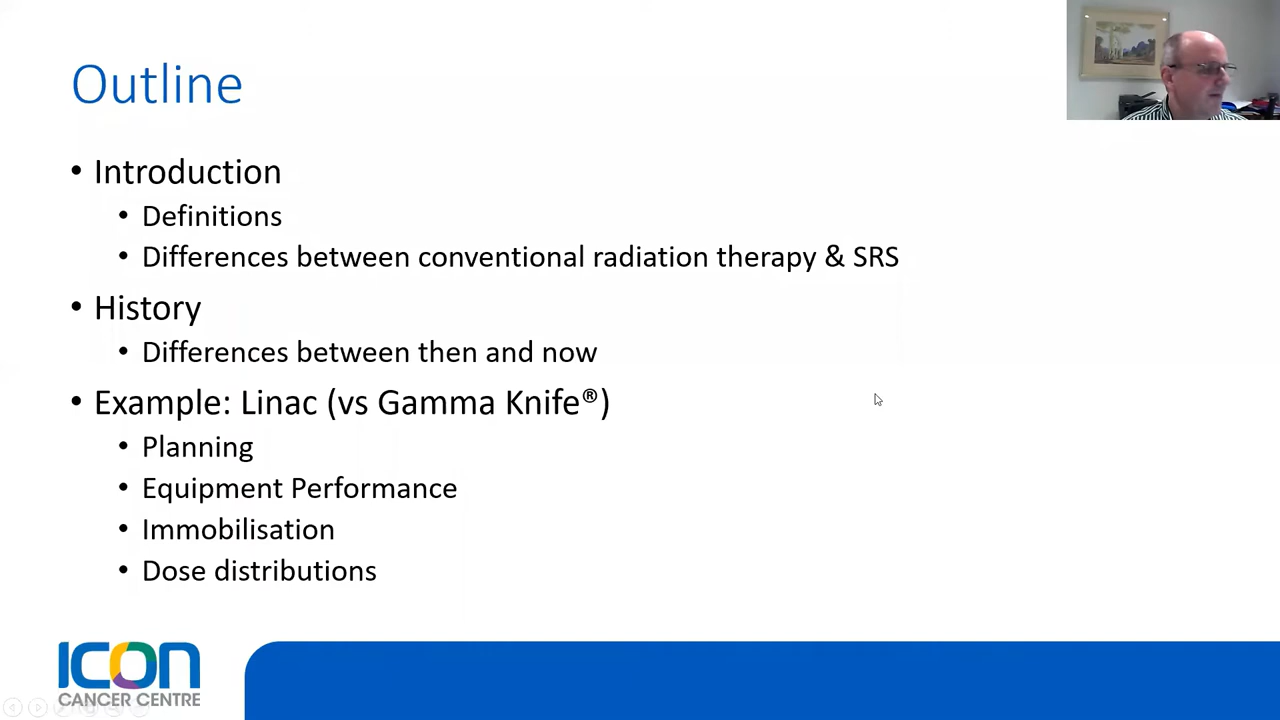 Outline
• Introduction
• Definitions
• Differences between conventional radiation therapy & SRS
• History
• Differences between then and now
• Example: Linac (vs Gamma Knife®)
• Planning
• Equipment Performance
• Immobilisation
• Dose distributions
ICON
CANCER CENTRE